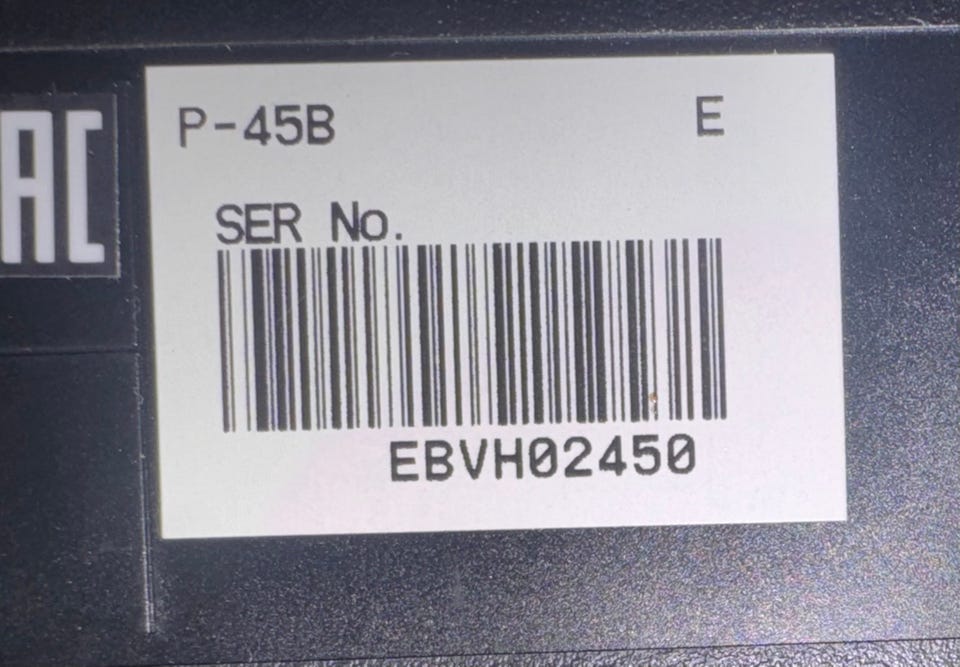 P-45B E
SER No.
EBVH02450